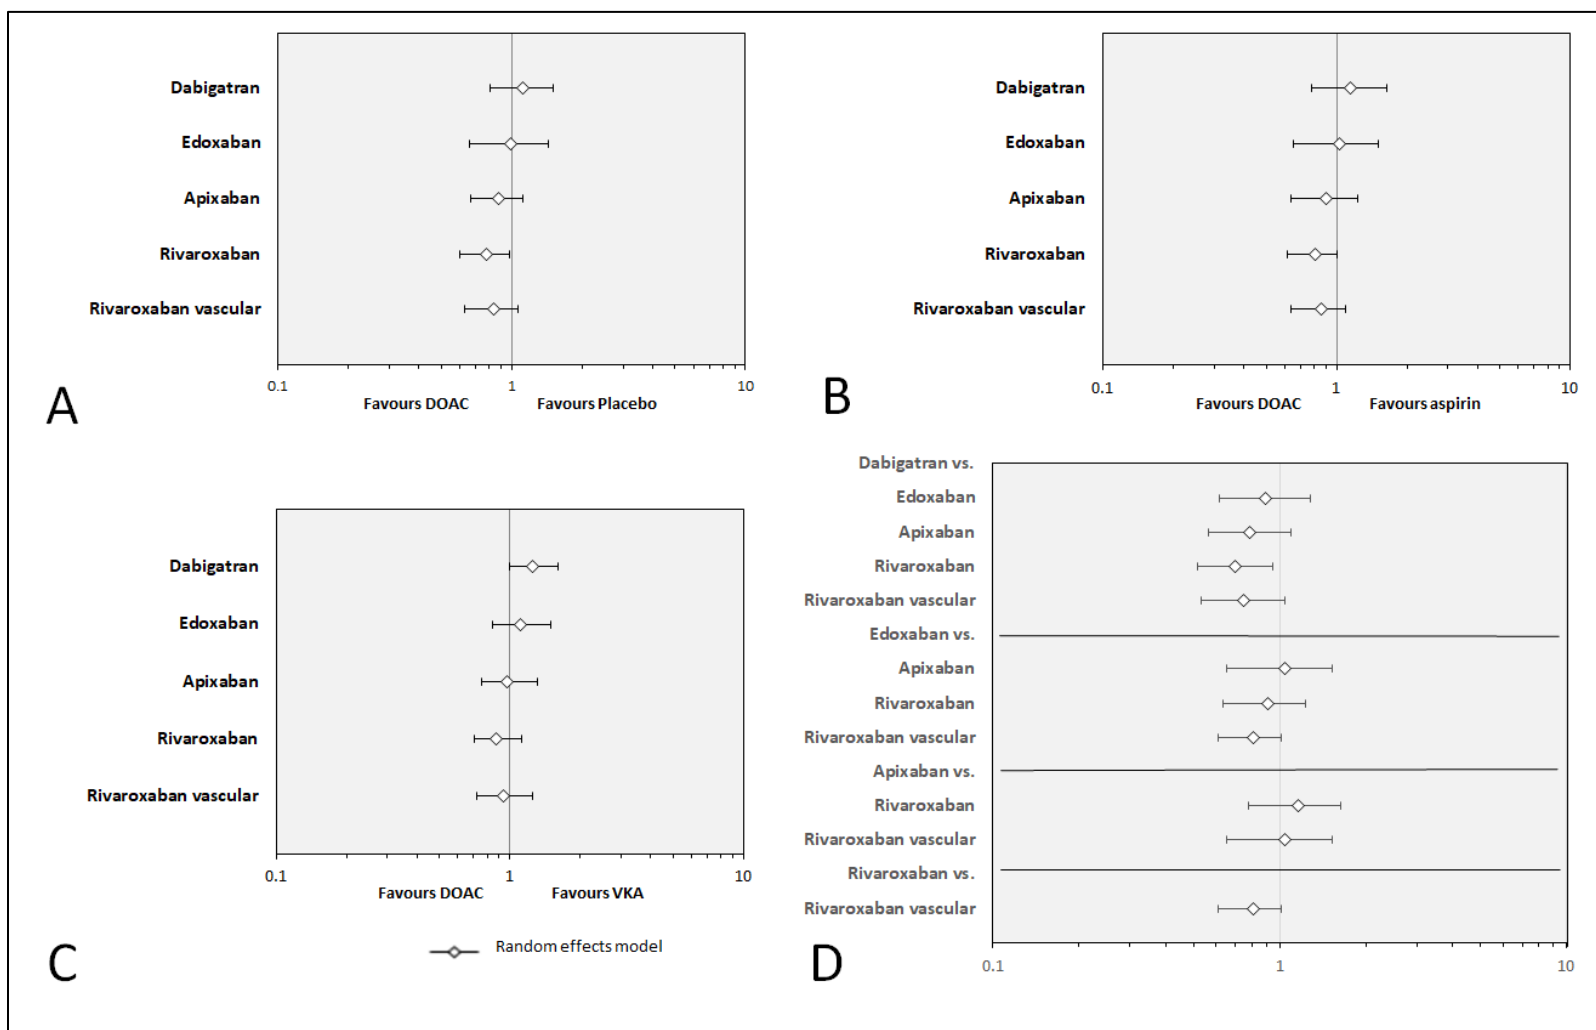 Dabigatran
Edoxaban
Apixaban
Rivaroxaban
Rivaroxaban vascular
0.1 1 10
Favours DOAC Favours Placebo
A
Dabigatran
Edoxaban
Apixaban
Rivaroxaban
Rivaroxaban vascular
0.1 1 10
Favours DOAC Favours aspirin
B
Dabigatran
Edoxaban
Apixaban
Rivaroxaban
Rivaroxaban vascular
0.1 1 10
Favours DOAC Favours VKA
Random effects model
C
Dabigatran vs.
Edoxaban
Apixaban
Rivaroxaban
Rivaroxaban vascular
Edoxaban vs.
Apixaban
Rivaroxaban
Rivaroxaban vascular
Apixaban vs.
Rivaroxaban
Rivaroxaban vascular
Rivaroxaban vs.
Rivaroxaban vascular
0.1 1 10
D